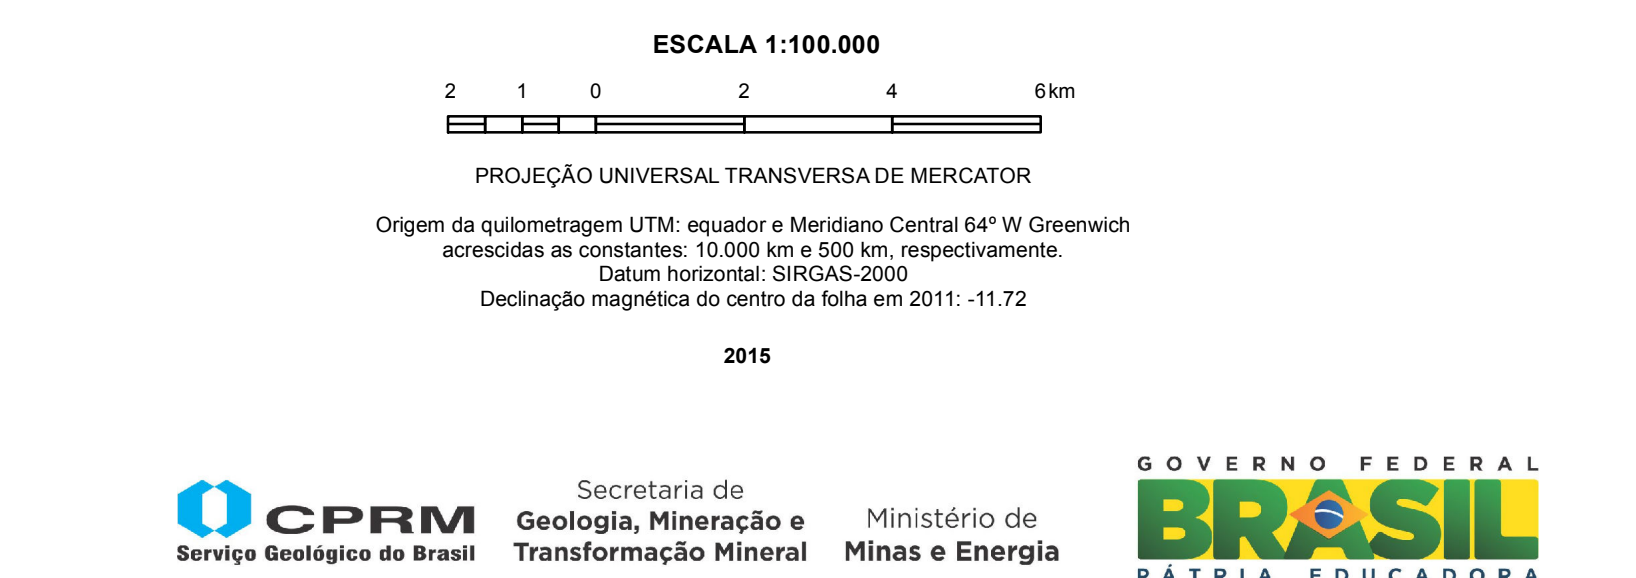 ESCALA 1:100.000
2 1 0 2 4 6 km
PROJEÇÃO UNIVERSAL TRANSVERSA DE MERCATOR
Origem da quilometragem UTM: equador e Meridiano Central 64º W Greenwich
acrescidas as constantes: 10.000 km e 500 km, respectivamente.
Datum horizontal: SIRGAS-2000
Declinação magnética do centro da folha em 2011: -11.72
2015
CPRM
Serviço Geológico do Brasil
Secretaria de
Geologia, Mineração e
Transformação Mineral
Ministério de
Minas e Energia
GOVERNO FEDERAL
BRASIL
PÁTRIA EDUCADORA